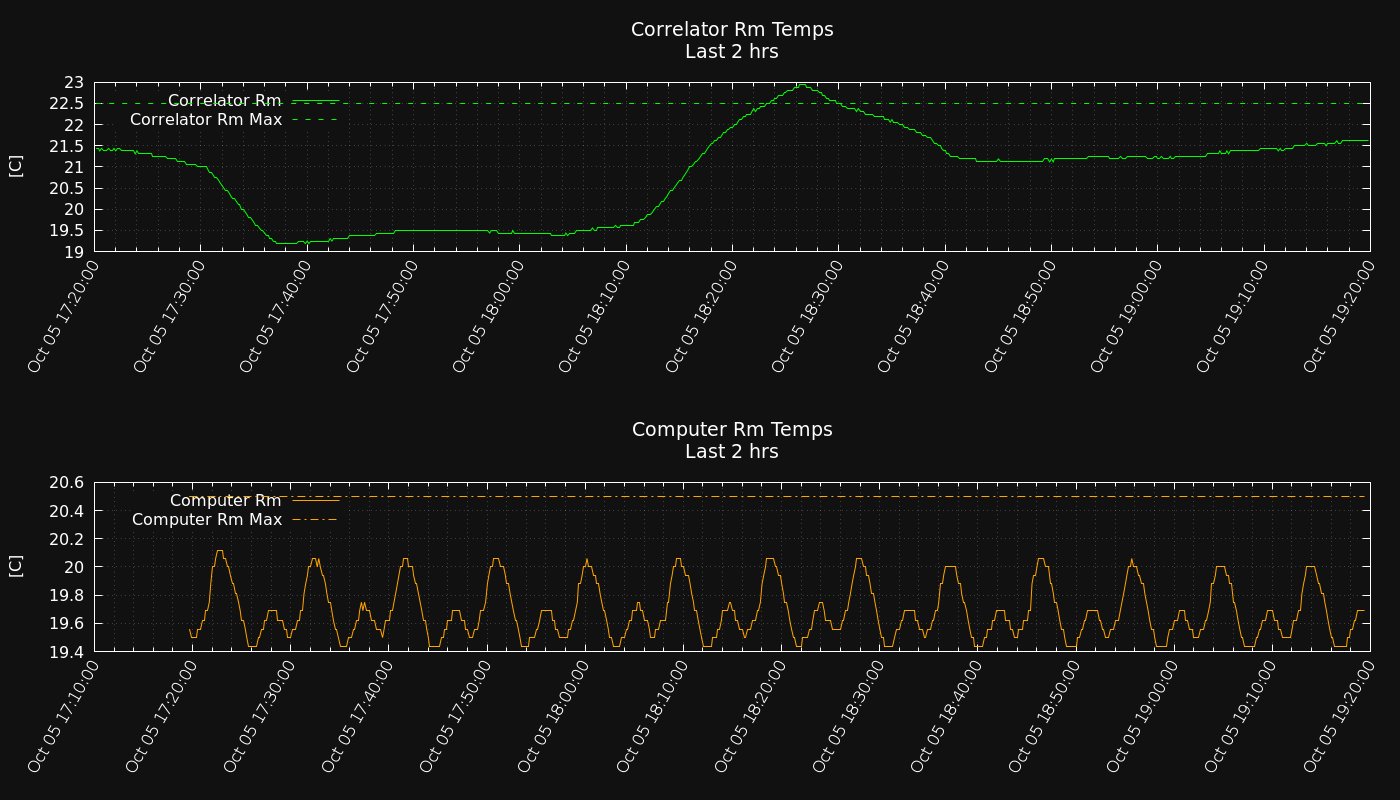 Correlator Rm Temps
Last 2 hrs
[C]
23
22.5
22
21.5
21
20.5
20
19.5
19
Correlator Rm
Correlator Rm Max
Oct 05 17:20:00
Oct 05 17:30:00
Oct 05 17:40:00
Oct 05 17:50:00
Oct 05 18:00:00
Oct 05 18:10:00
Oct 05 18:20:00
Oct 05 18:30:00
Oct 05 18:40:00
Oct 05 18:50:00
Oct 05 19:00:00
Oct 05 19:10:00
Oct 05 19:20:00
Computer Rm Temps
Last 2 hrs
[C]
20.6
20.4
20.2
20
19.8
19.6
19.4
Computer Rm
Computer Rm Max
Oct 05 17:10:00
Oct 05 17:20:00
Oct 05 17:30:00
Oct 05 17:40:00
Oct 05 17:50:00
Oct 05 18:00:00
Oct 05 18:10:00
Oct 05 18:20:00
Oct 05 18:30:00
Oct 05 18:40:00
Oct 05 18:50:00
Oct 05 19:00:00
Oct 05 19:10:00
Oct 05 19:20:00